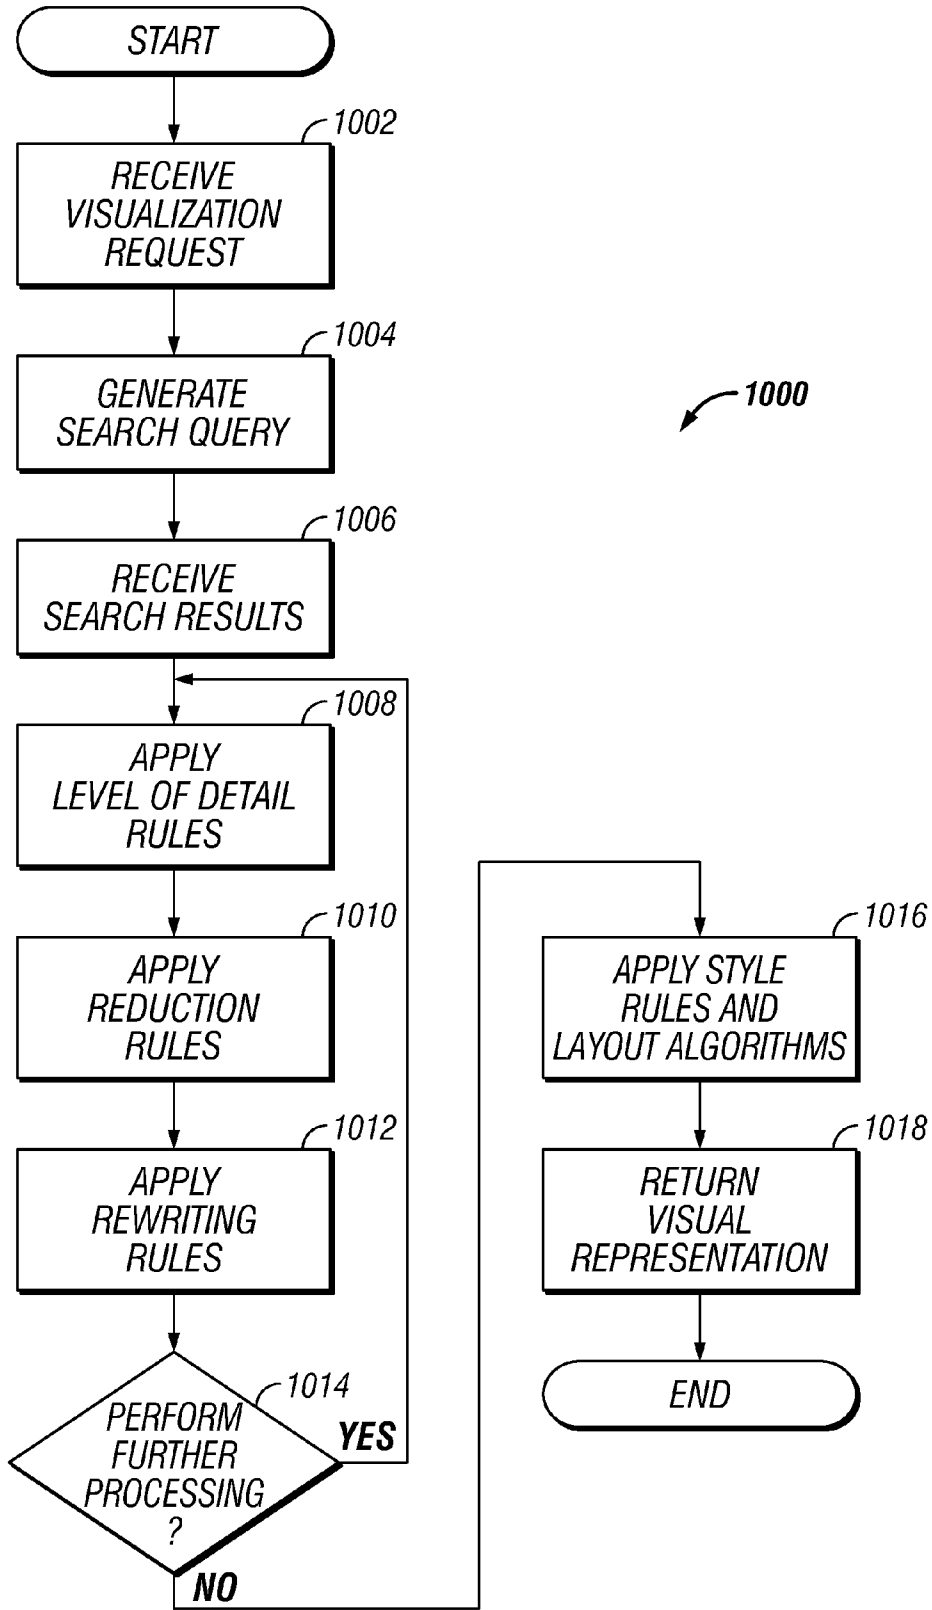 START
1002
RECEIVE
VISUALIZATION
REQUEST
1004
GENERATE
SEARCH QUERY
1000
1006
RECEIVE
SEARCH RESULTS
1008
APPLY
LEVEL OF DETAIL
RULES
1010
APPLY
REDUCTION
RULES
1012
APPLY
REWRITING
RULES
1014
PERFORM
FURTHER
PROCESSING
?
YES
NO
1016
APPLY STYLE
RULES AND
LAYOUT ALGORITHMS
1018
RETURN
VISUAL
REPRESENTATION
END